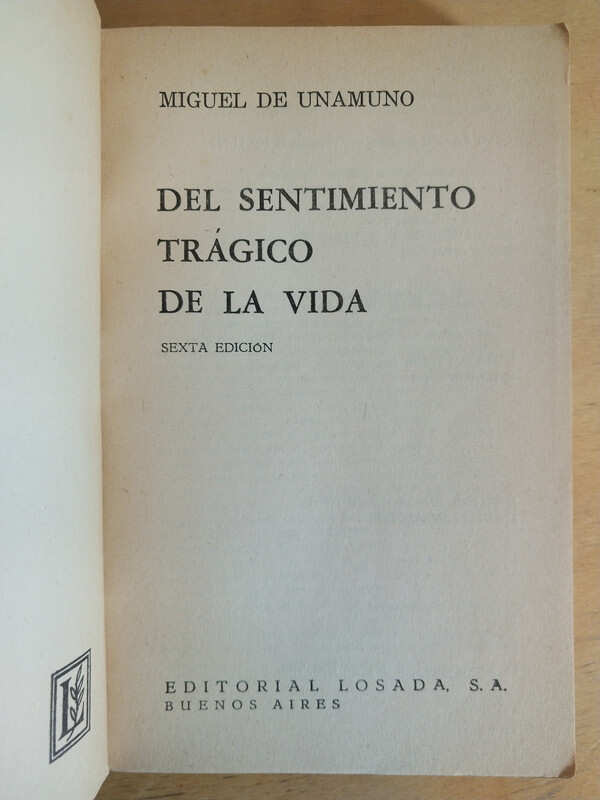 MIGUEL DE UNAMUNO
DEL SENTIMIENTO
TRÁGICO
DE LA VIDA
SEXTA EDICIÓN
EDITORIAL LOSADA, S. A.
BUENOS AIRES
L